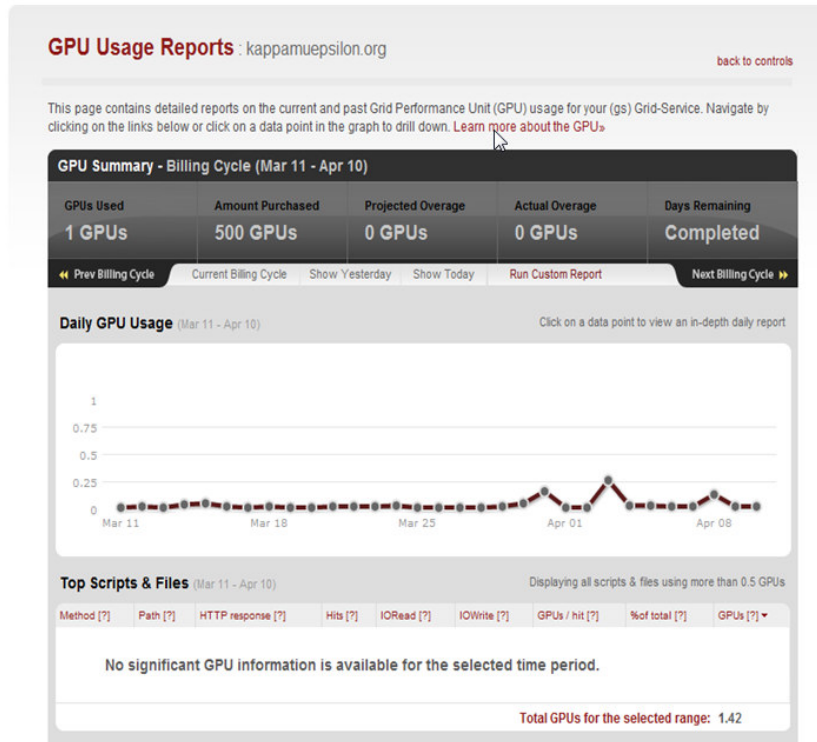 GPU Usage Reports : kappamuepsilon.org
back to controls
This page contains detailed reports on the current and past Grid Performance Unit (GPU) usage for your (gs) Grid-Service. Navigate by
clicking on the links below or click on a data point in the graph to drill down. Learn more about the GPU»
GPU Summary - Billing Cycle (Mar 11 - Apr 10)
GPUs Used Amount Purchased Projected Overage Actual Overage Days Remaining
1 GPUs 500 GPUs 0 GPUs 0 GPUs Completed
Prev Billing Cycle Current Billing Cycle Show Yesterday Show Today Run Custom Report Next Billing Cycle
Daily GPU Usage (Mar 11 - Apr 10) Click on a data point to view an in-depth daily report
1
0.75
0.5
0.25
0
Mar 11 Mar 18 Mar 25 Apr 01 Apr 08
Top Scripts & Files (Mar 11 - Apr 10) Displaying all scripts & files using more than 0.5 GPUs
Method [?] Path [?] HTTP response [?] Hits [?] IORead [?] IOWrite [?] GPUs / hit [?] %of total [?] GPUs [?]
No significant GPU information is available for the selected time period.
Total GPUs for the selected range: 1.42